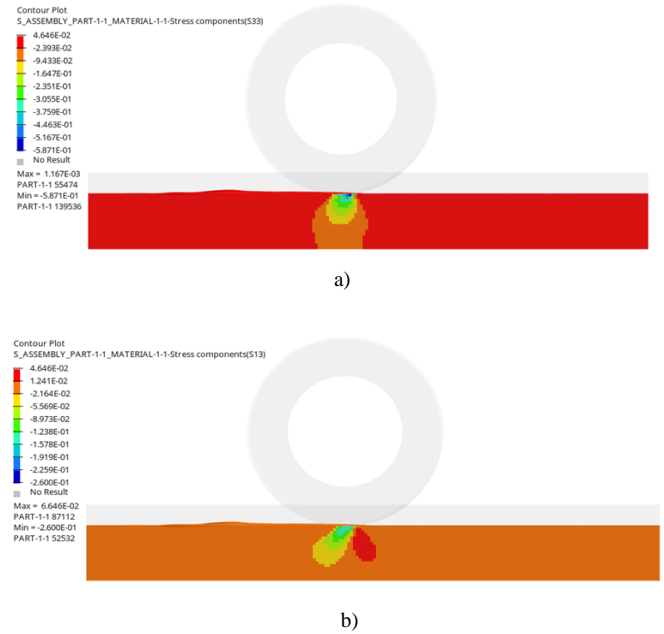 Contour Plot
S_ASSEMBLY_PART-1-1_MATERIAL-1-1-Stress components(S33)
4.646E-02
-2.393E-02
-9.433E-02
-1.647E-01
-2.351E-01
-3.055E-01
-3.759E-01
-4.463E-01
-5.167E-01
-5.871E-01
No Result
Max = 1.167E-03
PART-1-1 55474
Min = -5.871E-01
PART-1-1 139536
a)
Contour Plot
S_ASSEMBLY_PART-1-1_MATERIAL-1-1-Stress components(S13)
4.646E-02
1.241E-02
-2.164E-02
-5.569E-02
-8.973E-02
-1.238E-01
-1.578E-01
-1.919E-01
-2.259E-01
-2.600E-01
No Result
Max = 6.646E-02
PART-1-1 87112
Min = -2.600E-01
PART-1-1 52532
b)